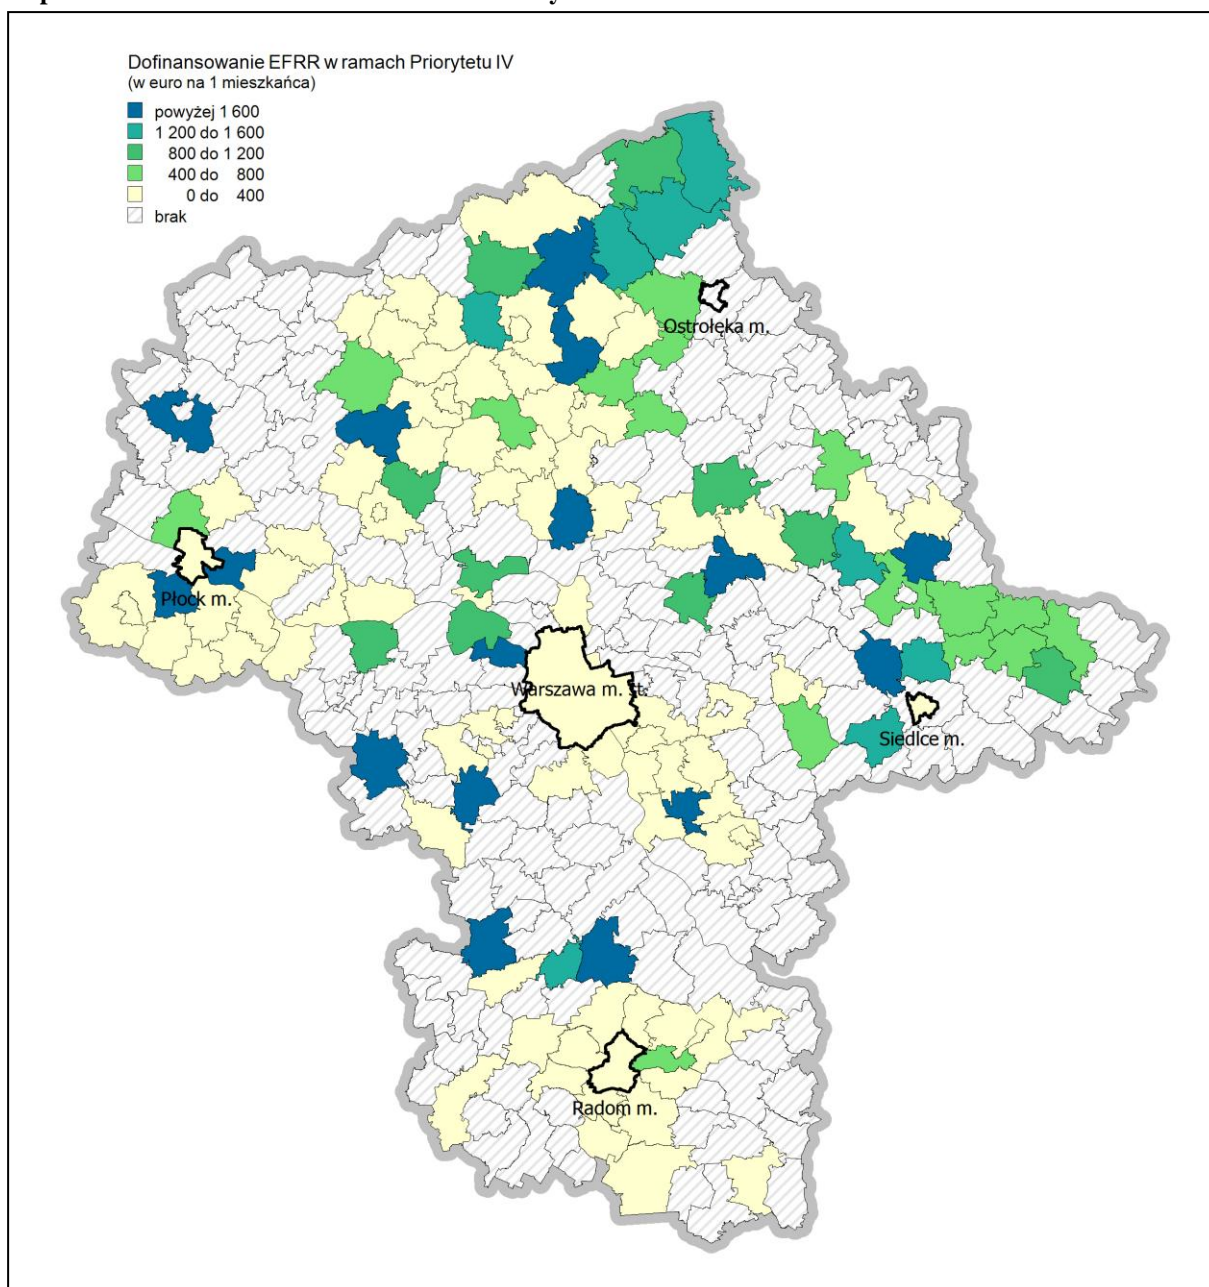 Dofinansowanie EFRR w ramach Priorytetu IV
(w euro na 1 mieszkańca)
powyżej 1 600
1 200 do 1 600
800 do 1 200
400 do 800
0 do 400
brak
Ostrołęka m.
Płock m.
Warszawa m. st.
Siedlce m.
Radom m.